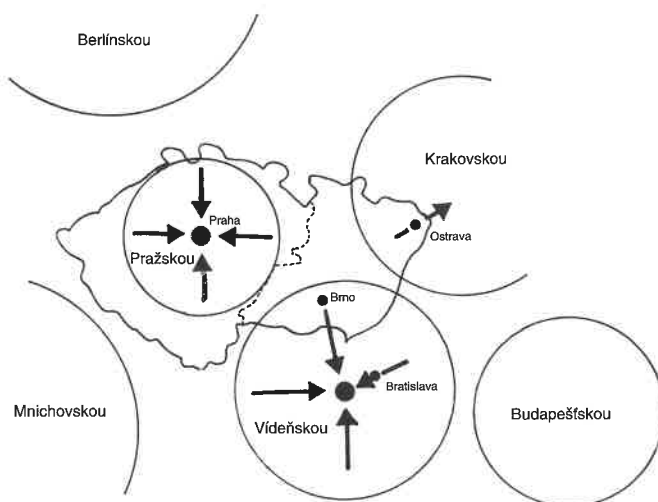 Berlínskou
Krakovskou
Praha
Ostrava
Pražskou
Brno
Bratislava
Mnichovskou
Vídeňskou
Budapešťskou